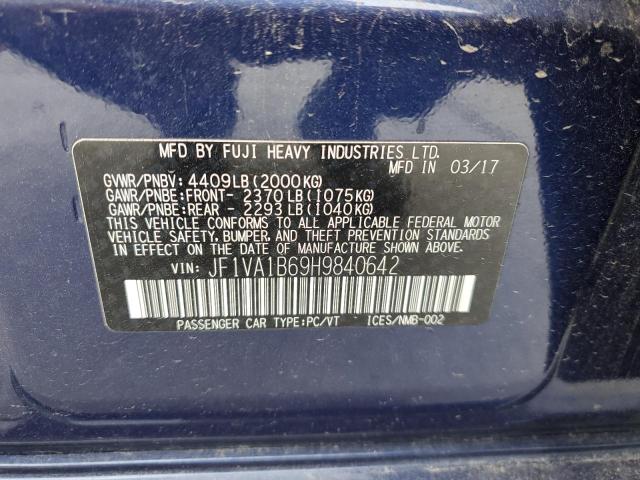 MFD BY FUJI HEAVY INDUSTRIES LTD.
MFD IN 03/17
GVWR/PNBV: 4409LB(2000KG)
GAWR/PNBE:FRONT- 2370LB(1075KG)
GAWR/PNBE:REAR - 2293LB(1040KG)
THIS VEHICLE CONFORMS TO ALL APPLICABLE FEDERAL MOTOR
VEHICLE SAFETY, BUMPER, AND THEFT PREVENTION STANDARDS
IN EFFECT ON THE DATE OF MANUFACTURE SHOWN ABOVE.
VIN: JF1VA1B69H9840642
PASSENGER CAR TYPE:PC/VT ICES/NMB-002